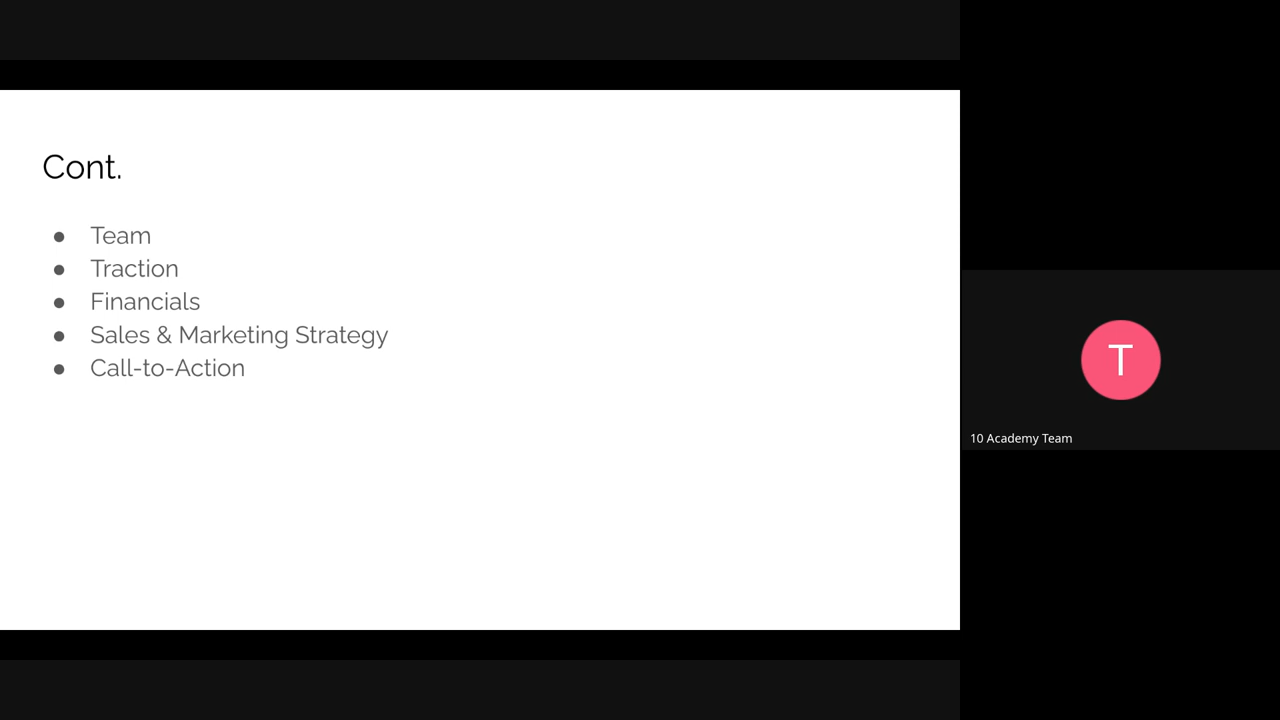 Cont.
● Team
● Traction
● Financials
● Sales & Marketing Strategy
● Call-to-Action
T
10 Academy Team